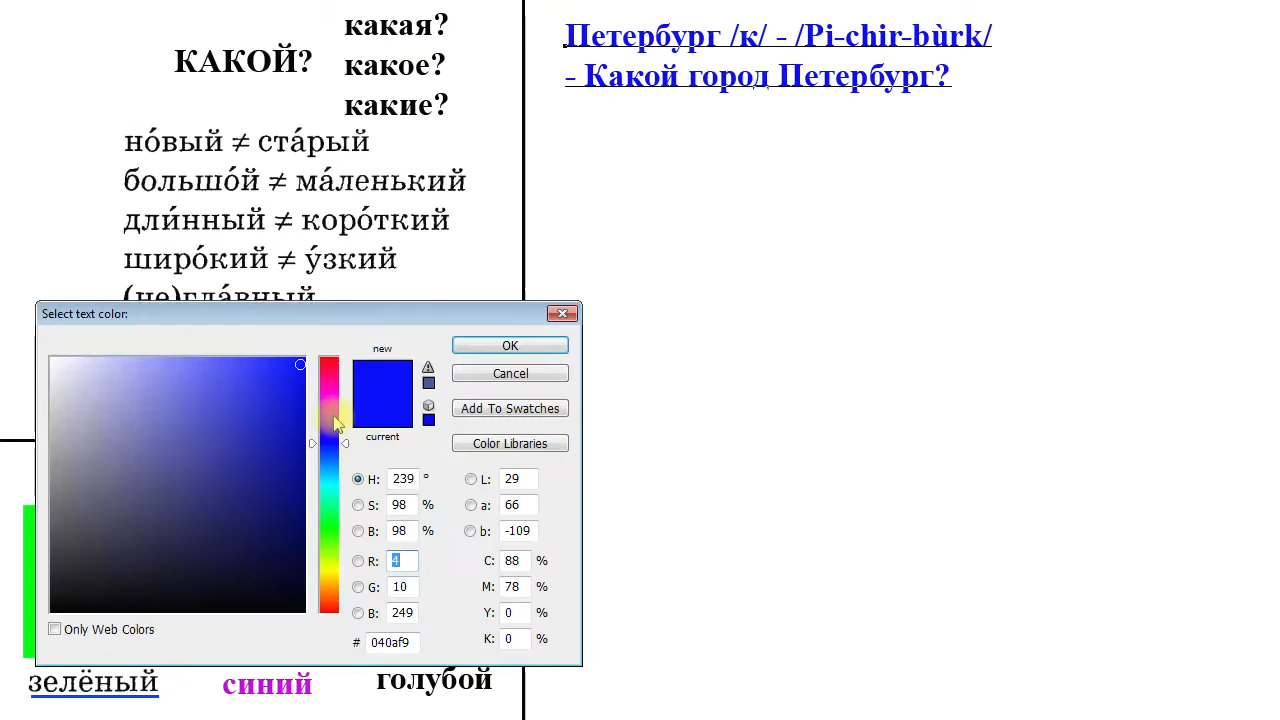 какая?
КАКОЙ?
какое?
какие?
но́вый ≠ ста́рый
большо́й ≠ ма́ленький
дли́нный ≠ коро́ткий
широ́кий ≠ у́зкий
(не)гла́вный
Петербург /к/ - /Pi-chir-bùrk/
- Какой город Петербург?
Select text color:
new
current
OK
Cancel
Add To Swatches
Color Libraries
H: 239 °
S: 98 %
B: 98 %
R: 4
G: 10
B: 249
# 040af9
L: 29
a: 66
b: -109
C: 88 %
M: 78 %
Y: 0 %
K: 0 %
Only Web Colors
зелёный
синий
голубой